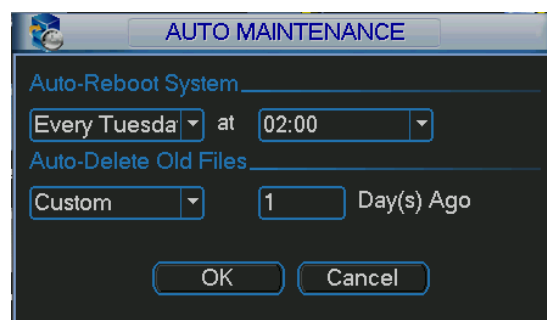 AUTO MAINTENANCE
Auto-Reboot System
Every Tuesda at 02:00
Auto-Delete Old Files
Custom 1 Day(s) Ago
OK Cancel